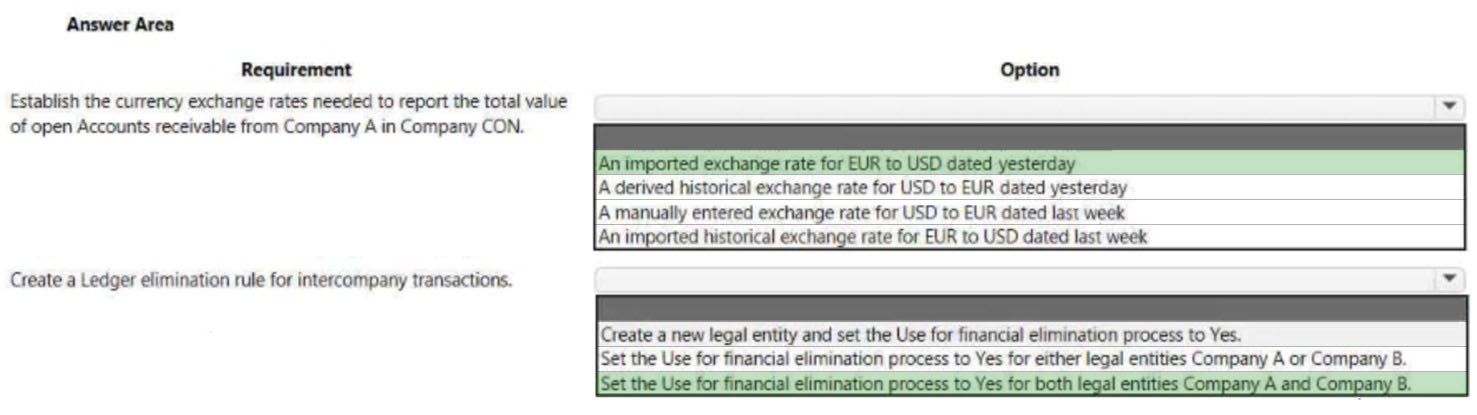 Answer Area
Requirement
Option
Establish the currency exchange rates needed to report the total value
of open Accounts receivable from Company A in Company CON.
An imported exchange rate for EUR to USD dated yesterday
A derived historical exchange rate for USD to EUR dated yesterday
A manually entered exchange rate for USD to EUR dated last week
An imported historical exchange rate for EUR to USD dated last week
Create a Ledger elimination rule for intercompany transactions.
Create a new legal entity and set the Use for financial elimination process to Yes.
Set the Use for financial elimination process to Yes for either legal entities Company A or Company B.
Set the Use for financial elimination process to Yes for both legal entities Company A and Company B.